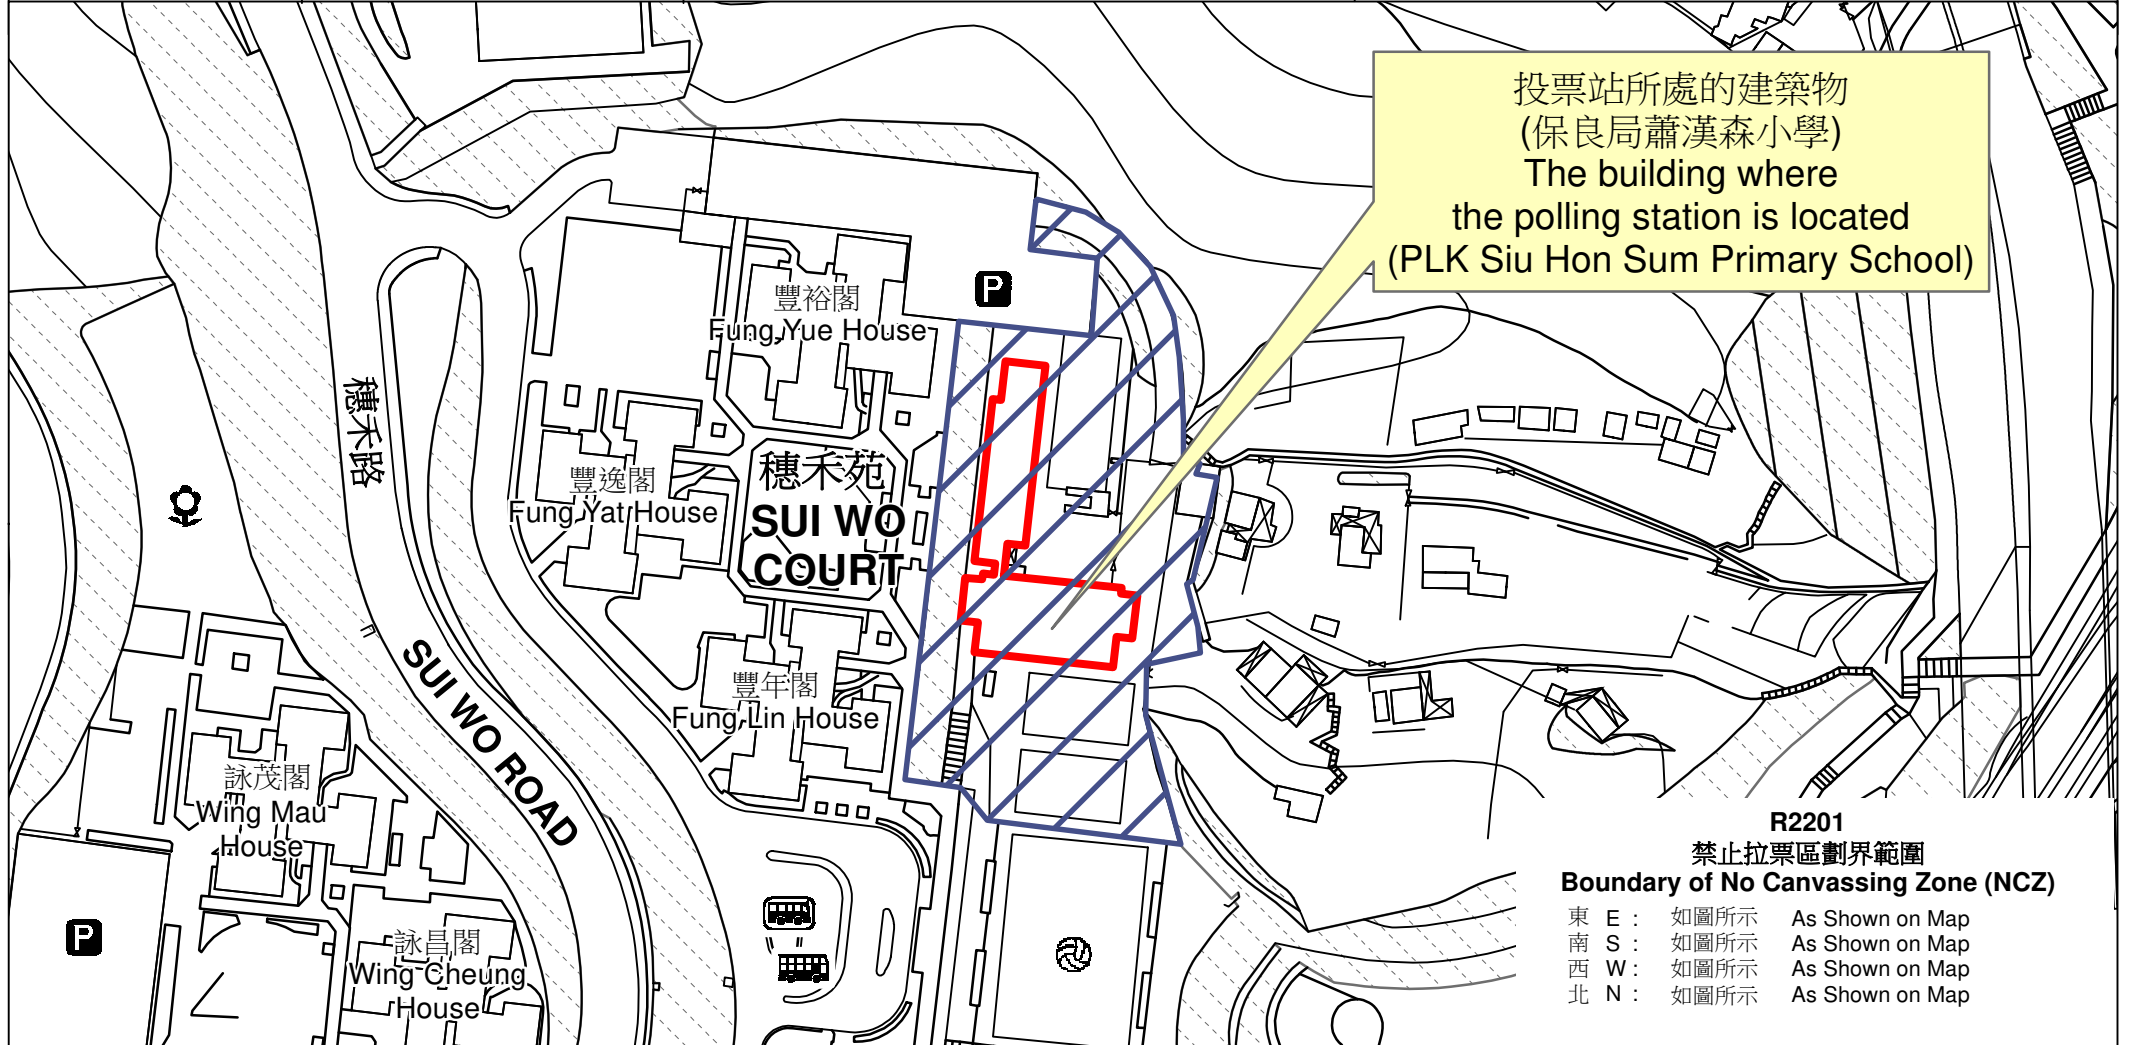 投票站所處的建築物
(保良局蕭漢森小學)
The building where
the polling station is located
(PLK Siu Hon Sum Primary School)
P
豐裕閣
Fung Yue House
穗禾路
豐逸閣
Fung Yat House
穗禾苑
SUI WO
COURT
SUI WO ROAD
豐年閣
Fung Lin House
詠茂閣
Wing Mau
House
P
詠昌閣
Wing Cheung
House
R2201
禁止拉票區劃界範圍
Boundary of No Canvassing Zone (NCZ)
東 E : 如圖所示 As Shown on Map
南 S : 如圖所示 As Shown on Map
西 W : 如圖所示 As Shown on Map
北 N : 如圖所示 As Shown on Map